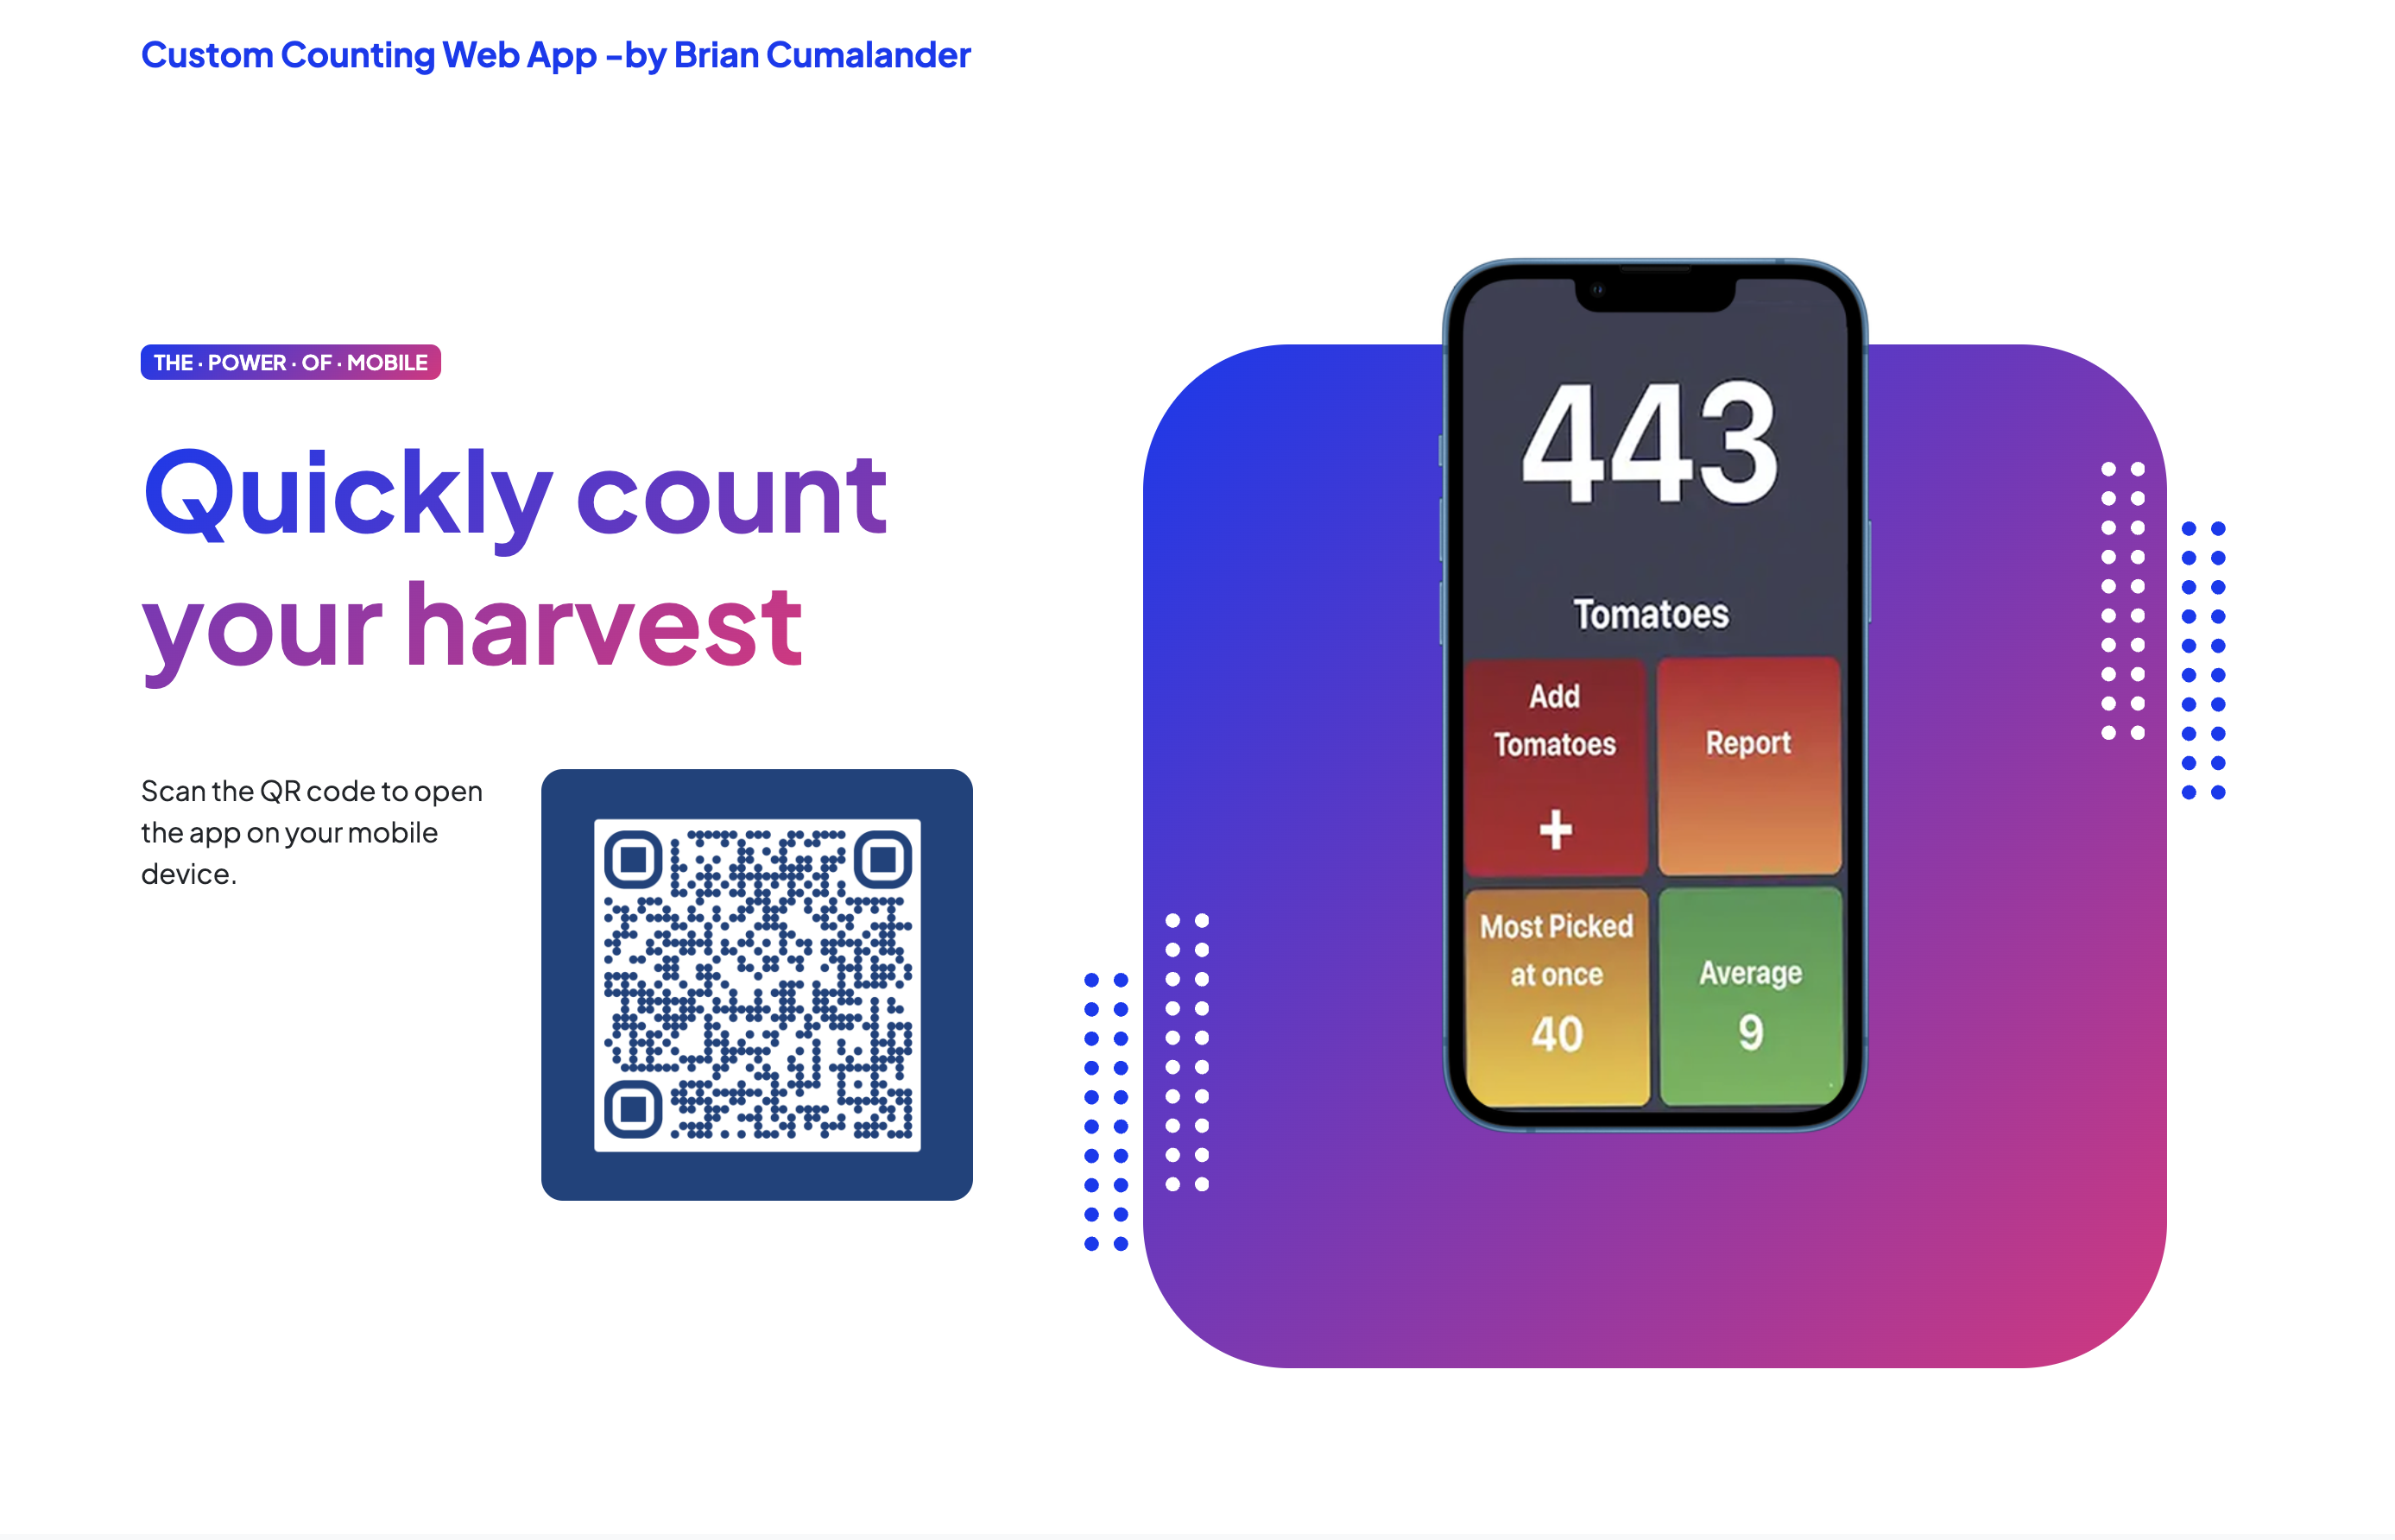 Custom Counting Web App –by Brian Cumalander
THE · POWER · OF · MOBILE
Quickly count
your harvest
Scan the QR code to open
the app on your mobile
device.
443
Tomatoes
Add
Tomatoes
+
Report
Most Picked
at once
40
Average
9